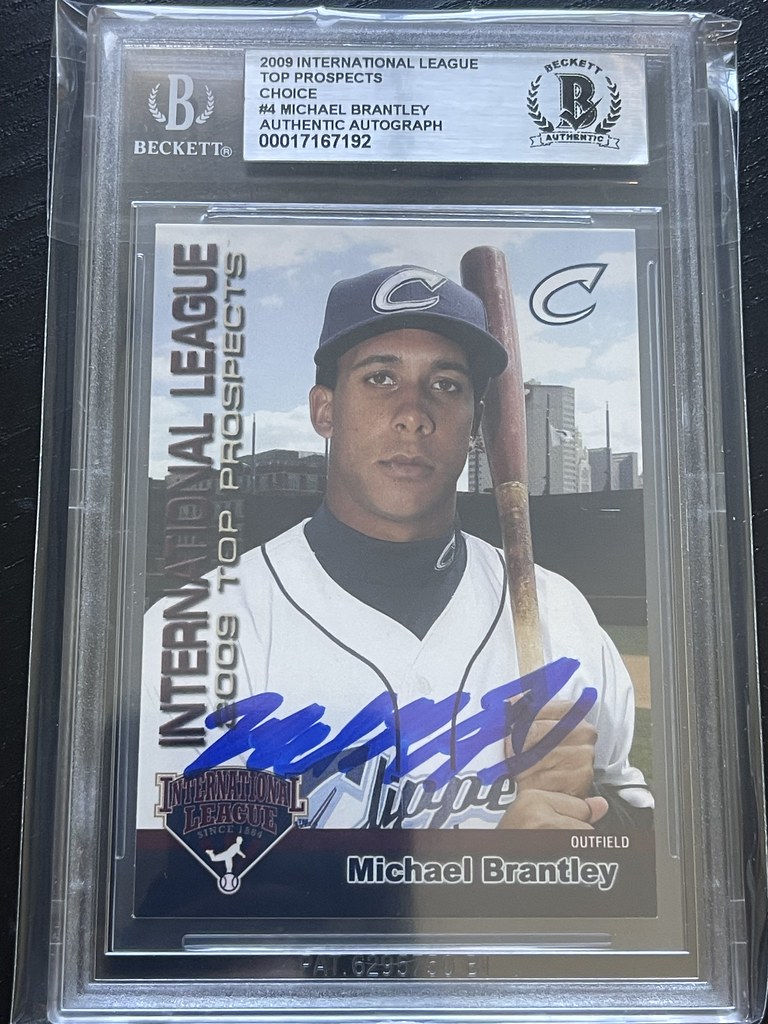 2009 INTERNATIONAL LEAGUE
TOP PROSPECTS
CHOICE
#4 MICHAEL BRANTLEY
AUTHENTIC AUTOGRAPH
00017167192
B
BECKETT®
BECKETT
B
AUTHENTIC
INTERNATIONAL LEAGUE
2009 TOP PROSPECTS
C
C
C
Clippe
INTERNATIONAL
LEAGUE
SINCE 1884
OUTFIELD
Michael Brantley